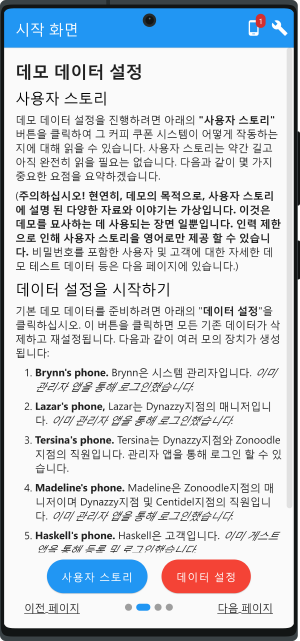 시작 화면
1
데모 데이터 설정
사용자 스토리
데모 데이터 설정을 진행하려면 아래의 "사용자 스토리"
버튼을 클릭하여 그 커피 쿠폰 시스템이 어떻게 작동하는
지에 대해 읽을 수 있습니다. 사용자 스토리는 약간 길고
아직 완전히 읽을 필요는 없습니다. 다음과 같이 몇 가지
중요한 요점을 요약하겠습니다.
(주의하십시오! 현연히, 데모의 목적으로, 사용자 스토리
에 설명 된 다양한 자료와 이야기는 가상입니다. 이것은
데모를 묘사하는 데 사용되는 장면 일뿐입니다. 인력 제한
으로 인해 사용자 스토리를 영어로만 제공 할 수 있습니
다. 비밀번호를 포함한 사용자 및 고객에 대한 자세한 데
모 테스트 데이터 등은 다음 페이지에 있습니다.)
데이터 설정을 시작하기
기본 데모 데이터를 준비하려면 아래의 "데이터 설정"을
클릭하십시오. 이 버튼을 클릭하면 모든 기존 데이터가 삭
제하고 재설정됩니다. 다음과 같이 여러 모의 장치가 생성
됩니다:
1. Brynn's phone. Brynn은 시스템 관리자입니다. 이미
관리자 앱을 통해 로그인했습니다.
2. Lazar's phone, Lazar는 Dynazzy지점의 매니저입니
다. 이미 관리자 앱을 통해 로그인했습니다.
3. Tersina's phone. Tersina는 Dynazzy지점와 Zonoodle
지점의 직원입니다. 관리자 앱을 통해 로그인 할 수 있
습니다.
4. Madeline's phone. Madeline은 Zonoodle지점의 매
니저이며 Dynazzy지점 및 Centidel지점의 직원입니
다. 이미 관리자 앱을 통해 로그인했습니다.
5. Haskell's phone. Haskell은 고객입니다. 이미 게스트
앱을 통해 등록 및 로그인했습니다.
사용자 스토리
데이터 설정
이전 페이지
다음 페이지